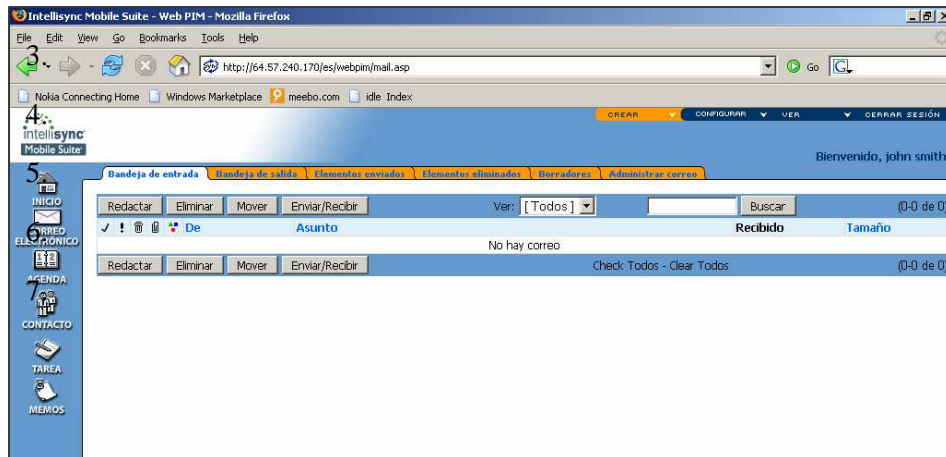 Intellisync Mobile Suite - Web PIM - Mozilla Firefox
File Edit View Go Bookmarks Tools Help
3.
http://64.57.240.170/es/webpim/mail.asp Go G
Nokia Connecting Home Windows Marketplace meebo.com idle Index
4.
CREAR CONFIGURAR VER CERRAR SESIÓN
intellisync
Mobile Suite
Bienvenido, john smith
5.
Bandeja de entrada Bandeja de salida Elementos enviados Elementos eliminados Borradores Administrar correo
INICIO
Redactar Eliminar Mover Enviar/Recibir Ver: [ Todos ] Buscar (0-0 de 0)
6.
CORREO
ELECTRÓNICO
De Asunto Recibido Tamaño
No hay correo
Redactar Eliminar Mover Enviar/Recibir Check Todos - Clear Todos (0-0 de 0)
AGENDA
7.
CONTACTO
TAREA
MEMOS